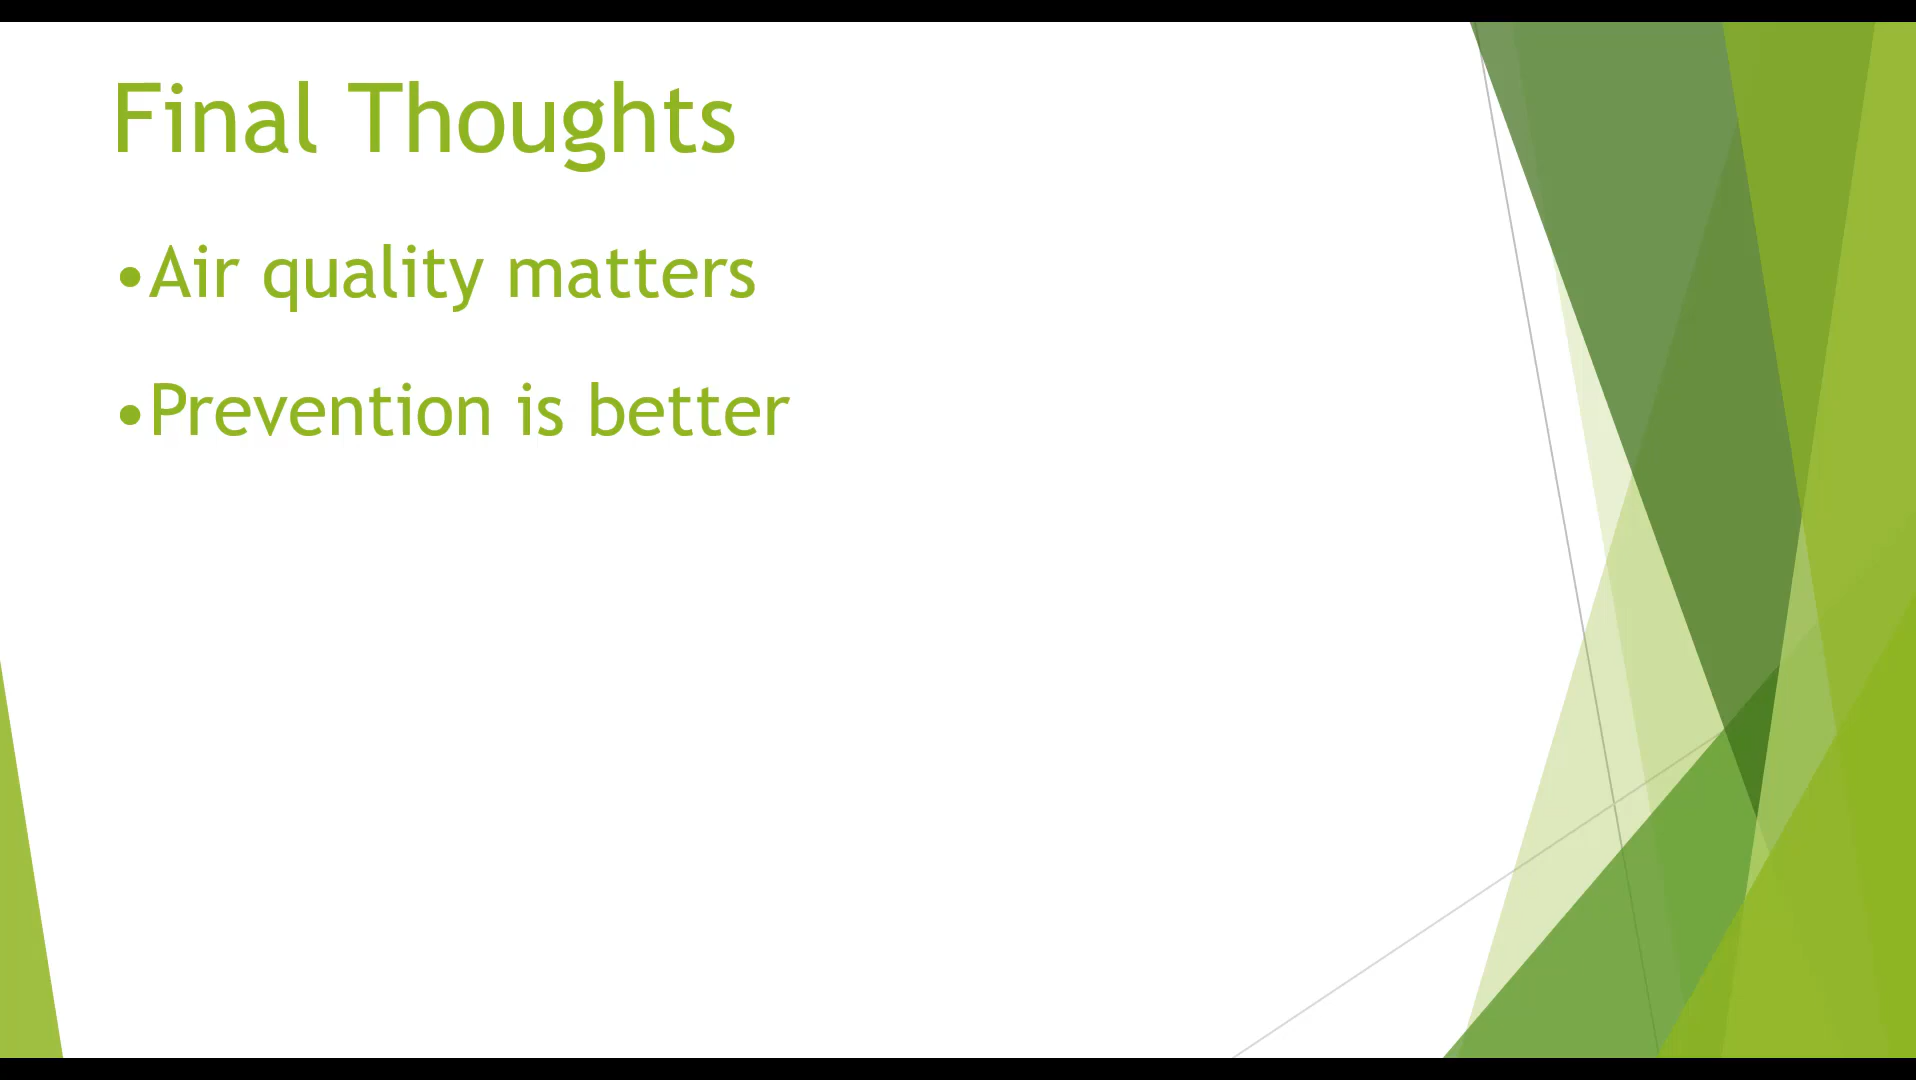 Final Thoughts
•Air quality matters
•Prevention is better